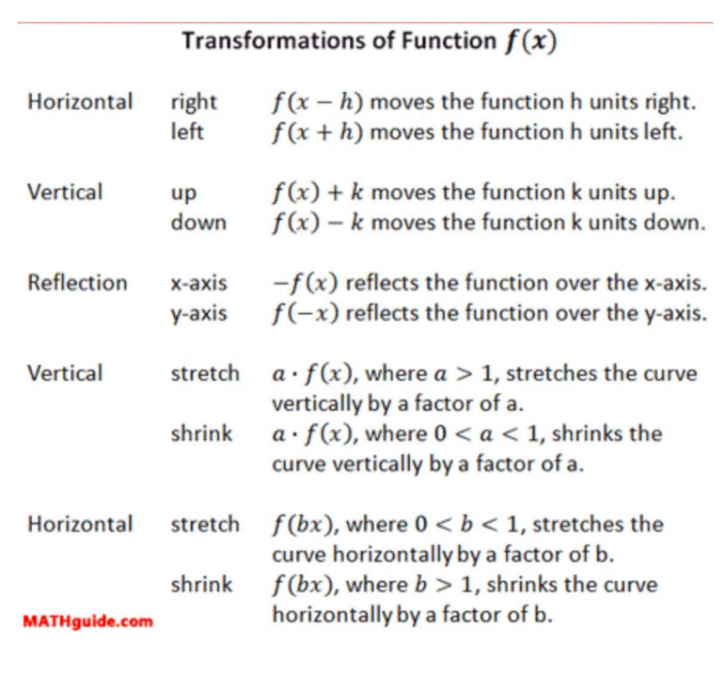 Transformations of Function f(x)
Horizontal right f(x − h) moves the function h units right.
left f(x + h) moves the function h units left.
Vertical up f(x) + k moves the function k units up.
down f(x) − k moves the function k units down.
Reflection x-axis −f(x) reflects the function over the x-axis.
y-axis f(−x) reflects the function over the y-axis.
Vertical stretch a · f(x), where a > 1, stretches the curve
vertically by a factor of a.
shrink a · f(x), where 0 < a < 1, shrinks the
curve vertically by a factor of a.
Horizontal stretch f(bx), where 0 < b < 1, stretches the
curve horizontally by a factor of b.
shrink f(bx), where b > 1, shrinks the curve
horizontally by a factor of b.
MATHguide.com